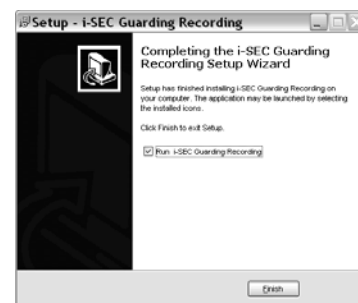 Setup - i-SEC Guarding Recording
Completing the i-SEC Guarding
Recording Setup Wizard
Setup has finished installing i-SEC Guarding Recording on
your computer. The application may be launched by selecting
the installed icons.
Click Finish to exit Setup.
Run i-SEC Guarding Recording
Finish